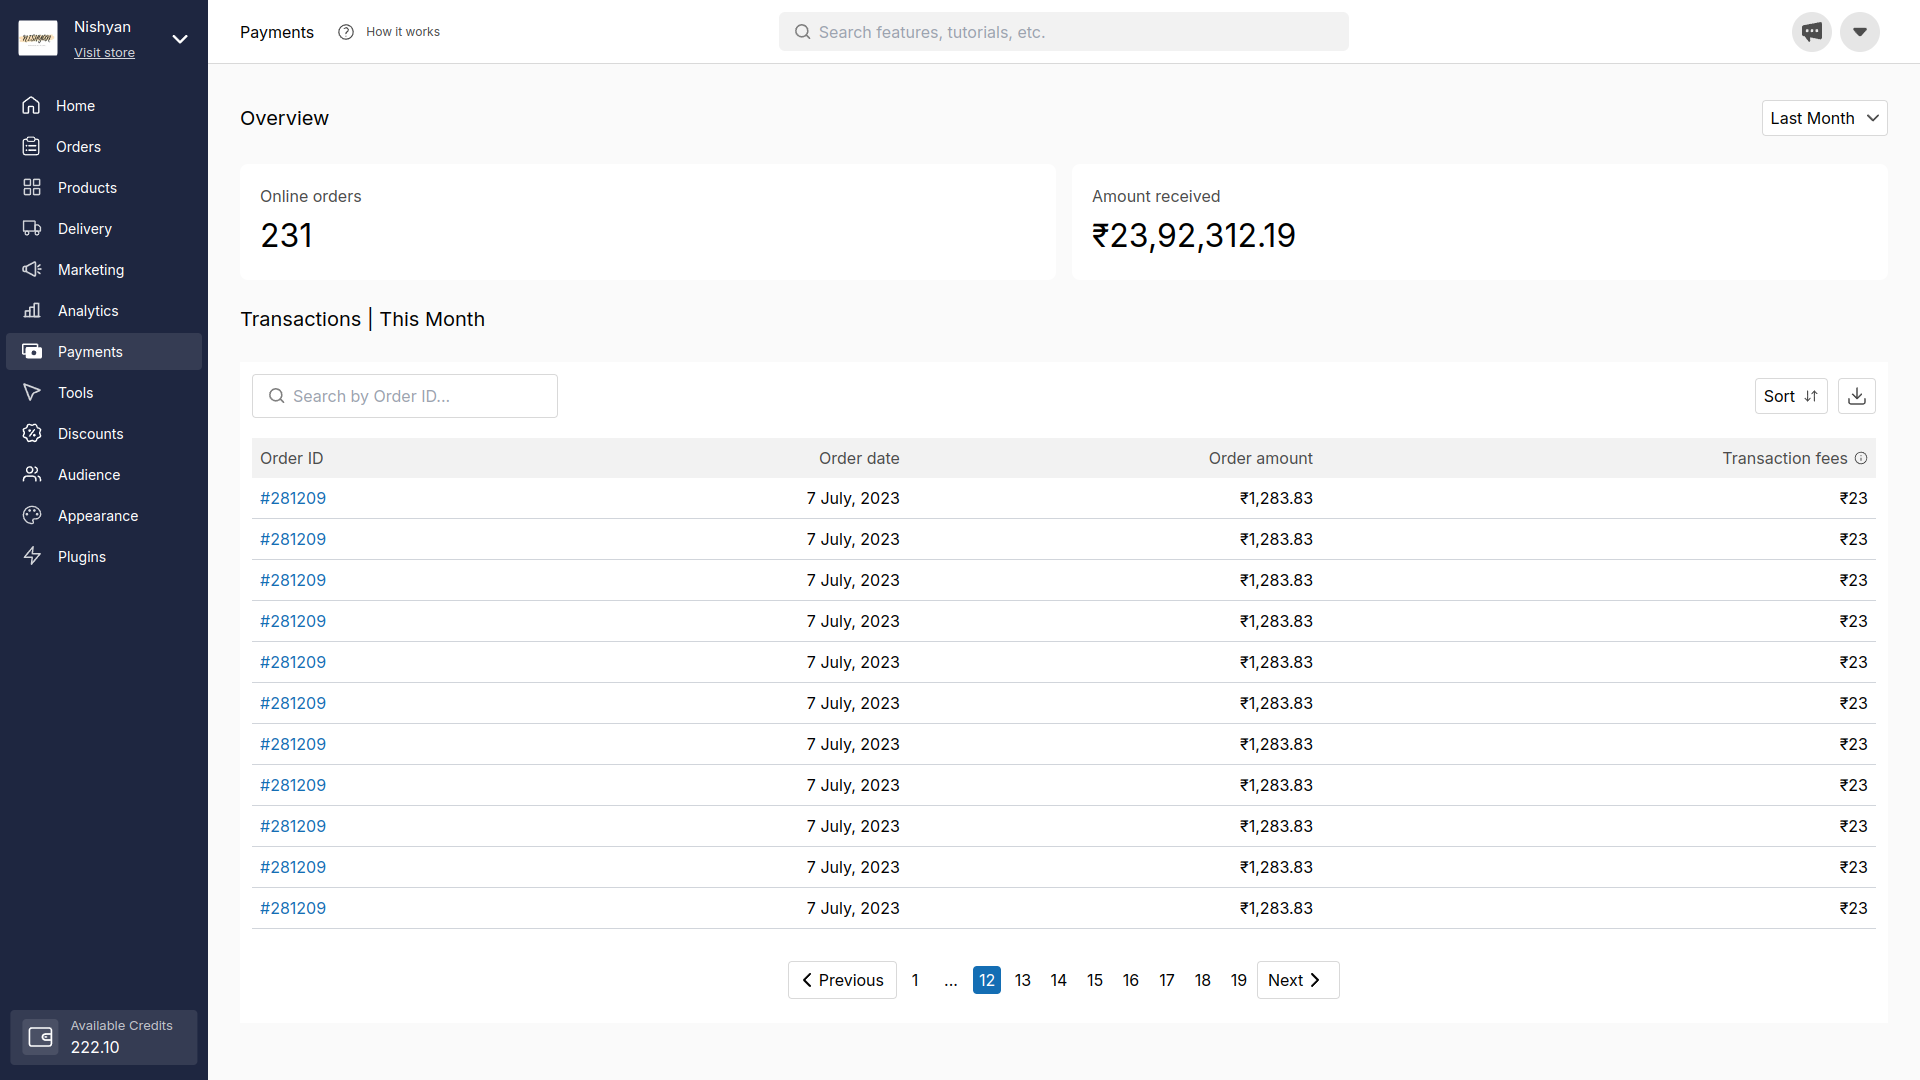 NISHYAN
Nishyan
Visit store
Home
Orders
Products
Delivery
Marketing
Analytics
Payments
Tools
Discounts
Audience
Appearance
Plugins
Available Credits
222.10
Payments How it works
Search features, tutorials, etc.
Overview
Last Month
Online orders
231
Amount received
₹23,92,312.19
Transactions | This Month
Search by Order ID...
Sort
Order ID Order date Order amount Transaction fees
#281209 7 July, 2023 ₹1,283.83 ₹23
#281209 7 July, 2023 ₹1,283.83 ₹23
#281209 7 July, 2023 ₹1,283.83 ₹23
#281209 7 July, 2023 ₹1,283.83 ₹23
#281209 7 July, 2023 ₹1,283.83 ₹23
#281209 7 July, 2023 ₹1,283.83 ₹23
#281209 7 July, 2023 ₹1,283.83 ₹23
#281209 7 July, 2023 ₹1,283.83 ₹23
#281209 7 July, 2023 ₹1,283.83 ₹23
#281209 7 July, 2023 ₹1,283.83 ₹23
#281209 7 July, 2023 ₹1,283.83 ₹23
Previous 1 ... 12 13 14 15 16 17 18 19 Next